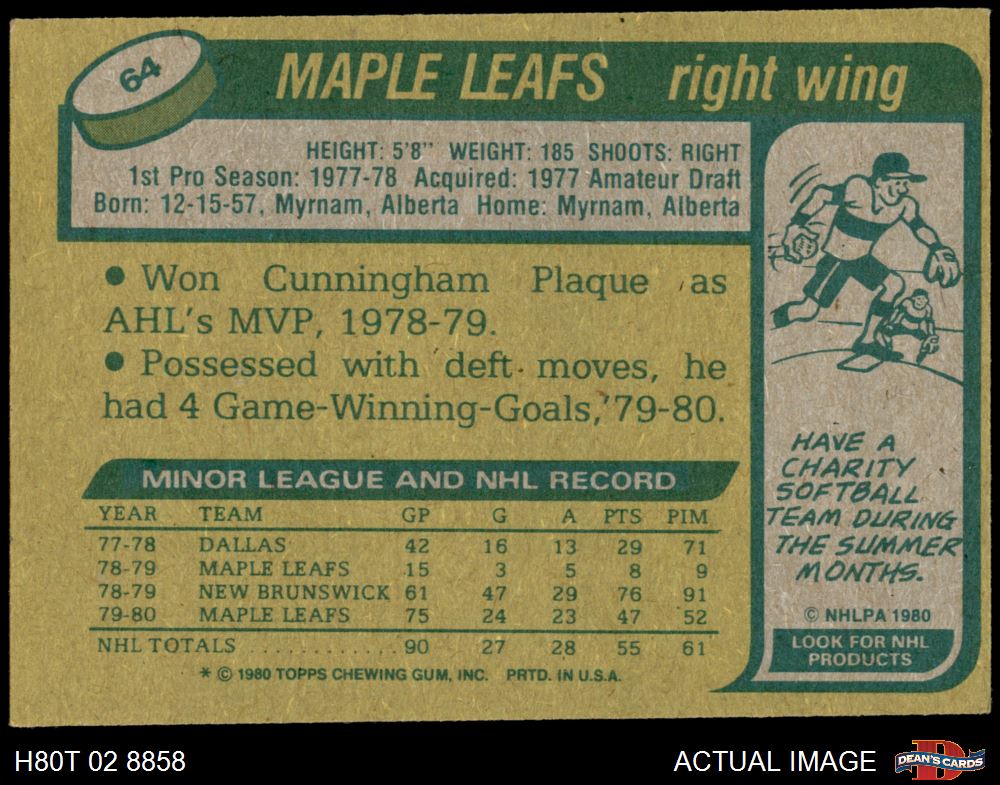 64
MAPLE LEAFS right wing
HEIGHT: 5'8" WEIGHT: 185 SHOOTS: RIGHT
1st Pro Season: 1977-78 Acquired: 1977 Amateur Draft
Born: 12-15-57, Myrnam, Alberta Home: Myrnam, Alberta
● Won Cunningham Plaque as
AHL's MVP, 1978-79.
● Possessed with deft moves, he
had 4 Game-Winning-Goals, '79-80.
MINOR LEAGUE AND NHL RECORD
YEAR TEAM GP G A PTS PIM
77-78 DALLAS 42 16 13 29 71
78-79 MAPLE LEAFS 15 3 5 8 9
78-79 NEW BRUNSWICK 61 47 29 76 91
79-80 MAPLE LEAFS 75 24 23 47 52
NHL TOTALS ............ 90 27 28 55 61
* © 1980 TOPPS CHEWING GUM, INC. PRTD. IN U.S.A.
HAVE A
CHARITY
SOFTBALL
TEAM DURING
THE SUMMER
MONTHS.
© NHLPA 1980
LOOK FOR NHL
PRODUCTS
H80T 02 8858
ACTUAL IMAGE
D
DEAN'S CARDS